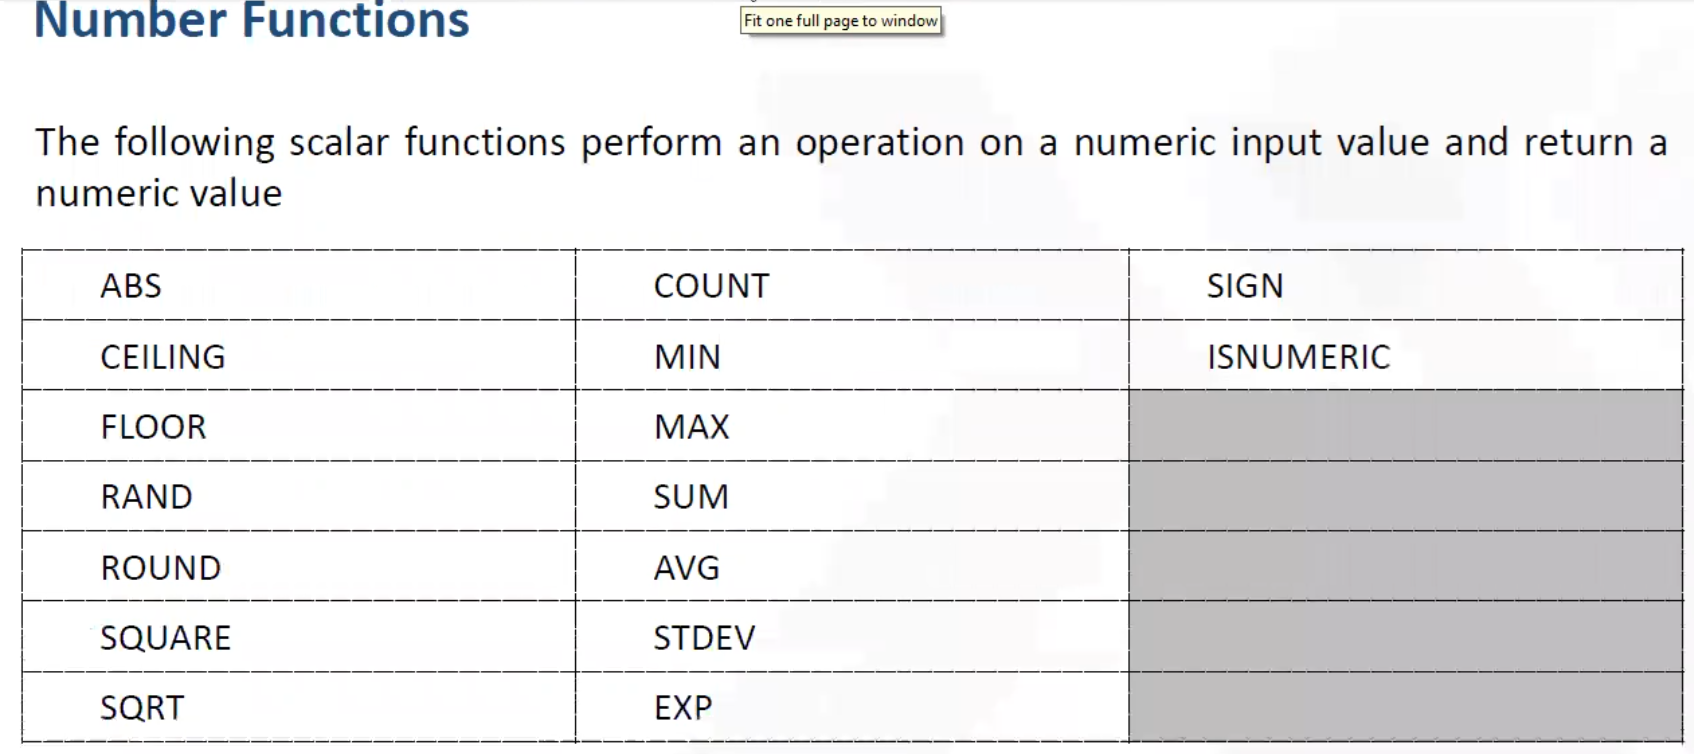 Number Functions
Fit one full page to window
The following scalar functions perform an operation on a numeric input value and return a
numeric value
ABS COUNT SIGN
CEILING MIN ISNUMERIC
FLOOR MAX
RAND SUM
ROUND AVG
SQUARE STDEV
SQRT EXP